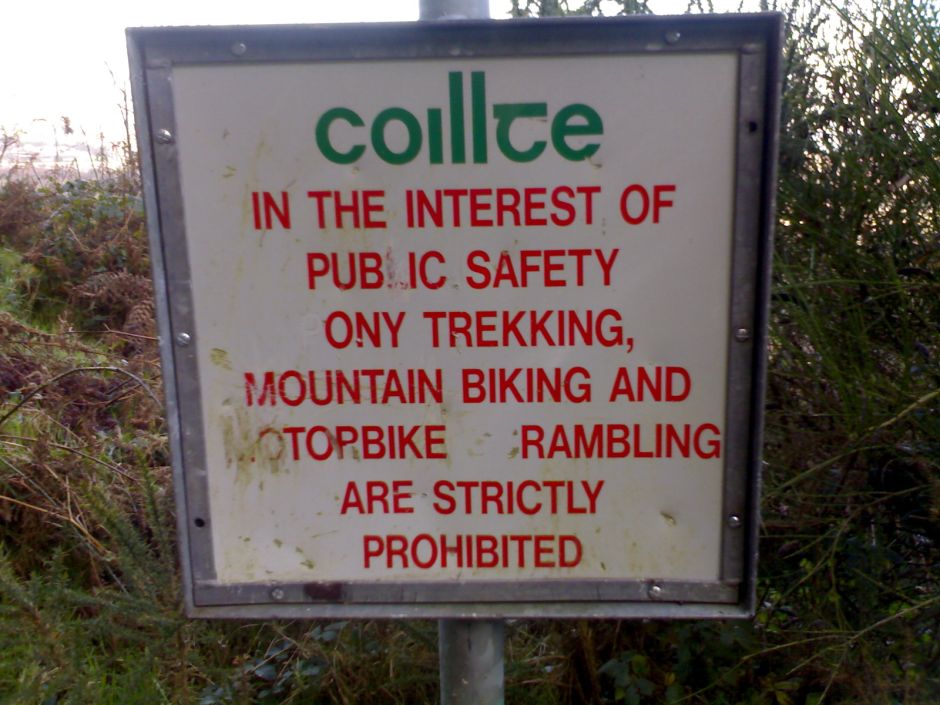 coillte
IN THE INTEREST OF
PUBLIC SAFETY
ONY TREKKING,
MOUNTAIN BIKING AND
MOTORBIKE RAMBLING
ARE STRICTLY
PROHIBITED